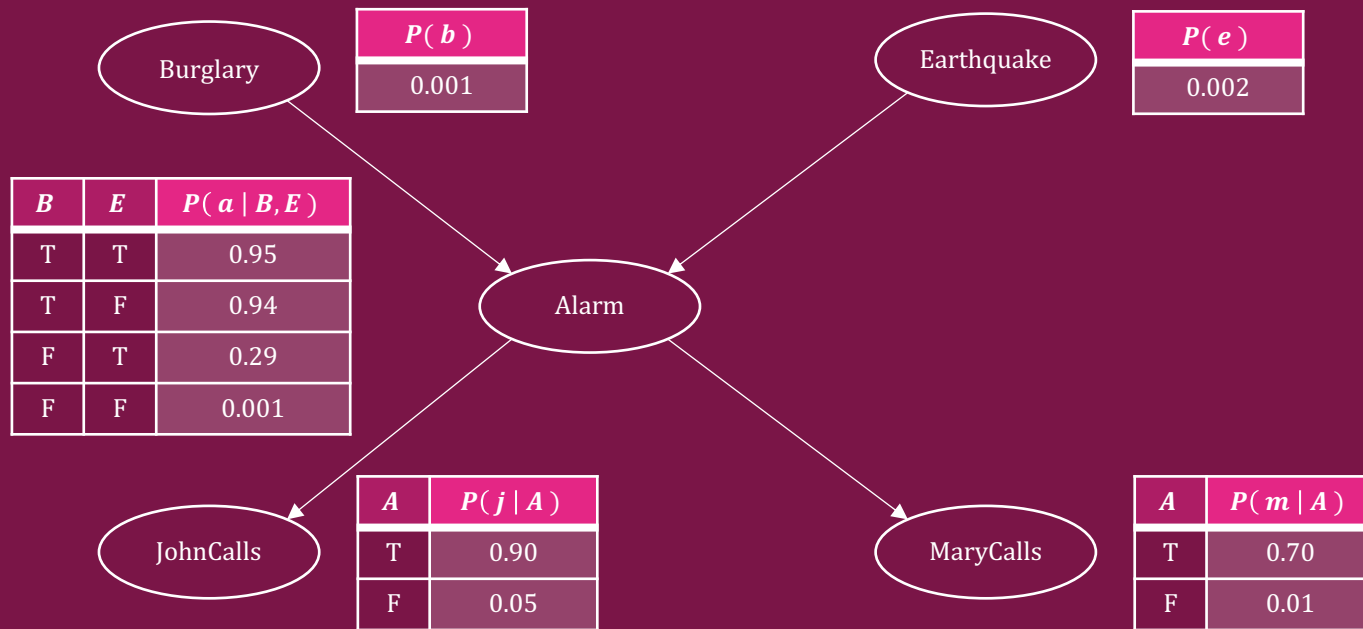 Burglary
P( b )
0.001
Earthquake
P( e )
0.002
B E P( a | B, E )
T T 0.95
T F 0.94
F T 0.29
F F 0.001
Alarm
JohnCalls
A P( j | A )
T 0.90
F 0.05
MaryCalls
A P( m | A )
T 0.70
F 0.01